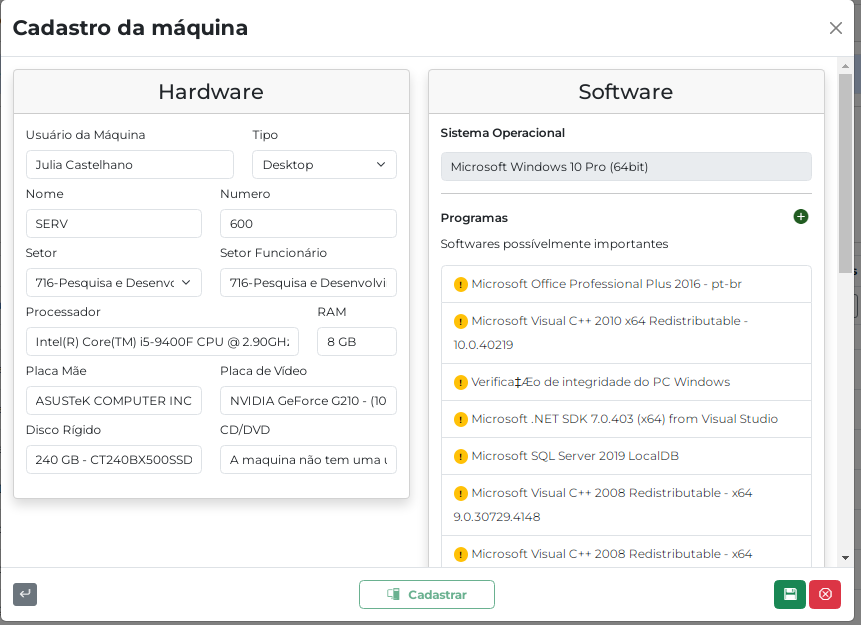 Cadastro da máquina
Hardware
Usuário da Máquina
Tipo
Julia Castelhano
Desktop
Nome
Numero
SERV
600
Setor
Setor Funcionário
716-Pesquisa e Desenvo
716-Pesquisa e Desenvolvi
Processador
RAM
Intel(R) Core(TM) i5-9400F CPU @ 2.90GHz
8 GB
Placa Mãe
Placa de Vídeo
ASUSTeK COMPUTER INC
NVIDIA GeForce G210 - (10
Disco Rígido
CD/DVD
240 GB - CT240BX500SSD
A maquina não tem uma u
Software
Sistema Operacional
Microsoft Windows 10 Pro (64bit)
Programas
Softwares possívelmente importantes
Microsoft Office Professional Plus 2016 - pt-br
Microsoft Visual C++ 2010 x64 Redistributable -
10.0.40219
Verifica‡Æo de integridade do PC Windows
Microsoft .NET SDK 7.0.403 (x64) from Visual Studio
Microsoft SQL Server 2019 LocalDB
Microsoft Visual C++ 2008 Redistributable - x64
9.0.30729.4148
Microsoft Visual C++ 2008 Redistributable - x64
Cadastrar